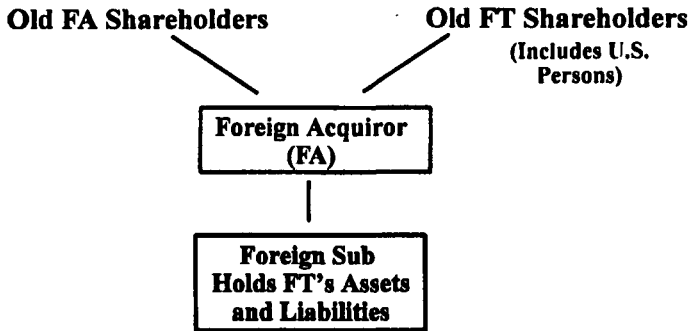 Old FA Shareholders
Old FT Shareholders
(Includes U.S.
Persons)
Foreign Acquiror
(FA)
Foreign Sub
Holds FT's Assets
and Liabilities